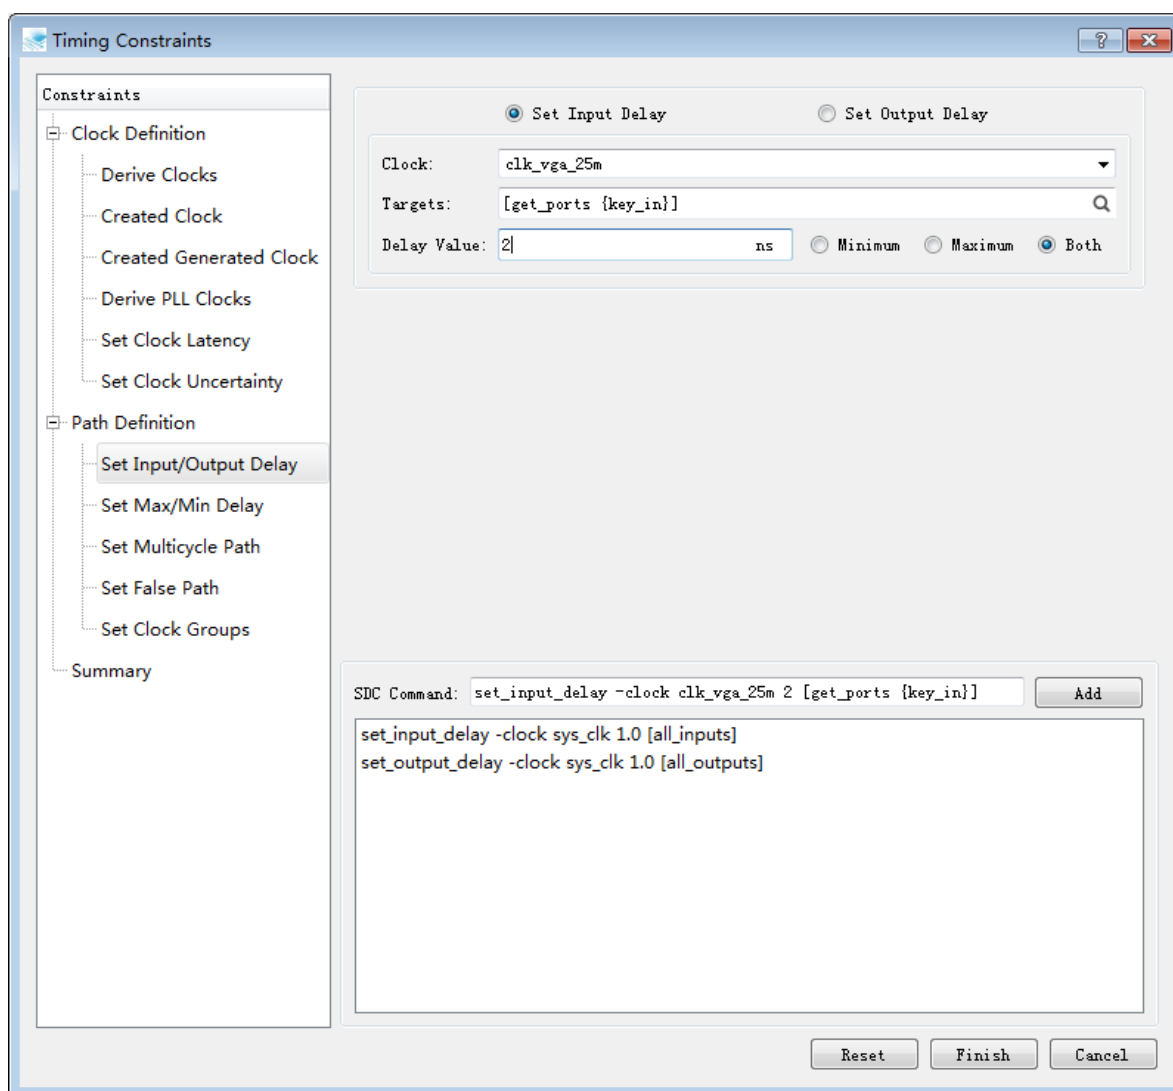 Timing Constraints
Constraints
Clock Definition
Derive Clocks
Created Clock
Created Generated Clock
Derive PLL Clocks
Set Clock Latency
Set Clock Uncertainty
Path Definition
Set Input/Output Delay
Set Max/Min Delay
Set Multicycle Path
Set False Path
Set Clock Groups
Summary
Set Input Delay Set Output Delay
Clock: clk_vga_25m
Targets: [get_ports {key_in}]
Delay Value: 2 ns Minimum Maximum Both
SDC Command: set_input_delay -clock clk_vga_25m 2 [get_ports {key_in}] Add
set_input_delay -clock sys_clk 1.0 [all_inputs]
set_output_delay -clock sys_clk 1.0 [all_outputs]
Reset Finish Cancel